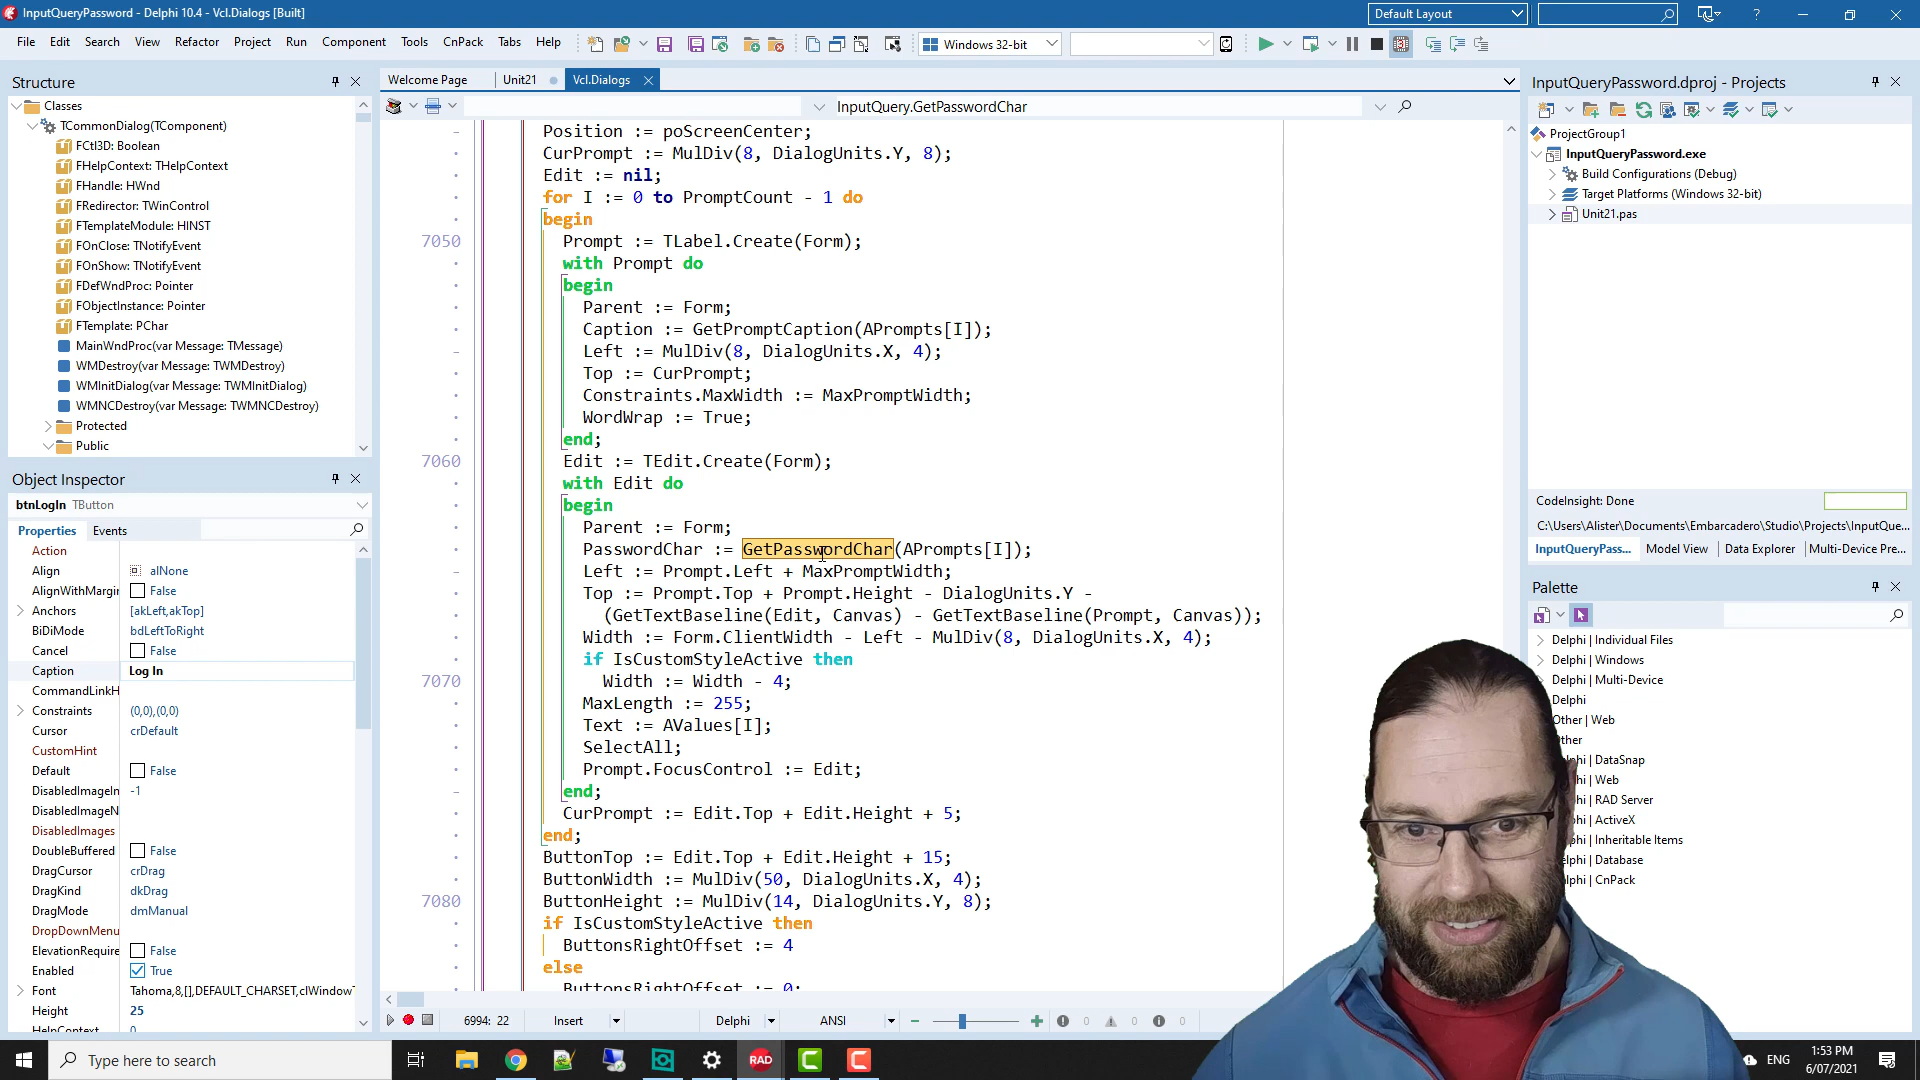 InputQueryPassword - Delphi 10.4 - Vcl.Dialogs [Built]
Default Layout
File Edit Search View Refactor Project Run Component Tools CnPack Tabs Help
Windows 32-bit
Structure
Classes
TCommonDialog(TComponent)
FCtl3D: Boolean
FHelpContext: THelpContext
FHandle: HWnd
FRedirector: TWinControl
FTemplateModule: HINST
FOnClose: TNotifyEvent
FOnShow: TNotifyEvent
FDefWndProc: Pointer
FObjectInstance: Pointer
FTemplate: PChar
MainWndProc(var Message: TMessage)
WMDestroy(var Message: TWMDestroy)
WMInitDialog(var Message: TWMInitDialog)
WMNCDestroy(var Message: TWMNCDestroy)
Protected
Public
Object Inspector
btnLogIn TButton
Properties Events
Action
Align alNone
AlignWithMargin False
Anchors [akLeft,akTop]
BiDiMode bdLeftToRight
Cancel False
Caption Log In
CommandLinkH
Constraints (0,0),(0,0)
Cursor crDefault
CustomHint
Default False
DisabledImageIn -1
DisabledImageN
DisabledImages
DoubleBuffered False
DragCursor crDrag
DragKind dkDrag
DragMode dmManual
DropDownMenu
ElevationRequire False
Enabled True
Font Tahoma,8,[],DEFAULT_CHARSET,clWindowT
Height 25
HelpContext 0
Welcome Page Unit21 Vcl.Dialogs
InputQuery.GetPasswordChar
Position := poScreenCenter;
CurPrompt := MulDiv(8, DialogUnits.Y, 8);
Edit := nil;
for I := 0 to PromptCount - 1 do
begin
7050 Prompt := TLabel.Create(Form);
with Prompt do
begin
Parent := Form;
Caption := GetPromptCaption(APrompts[I]);
Left := MulDiv(8, DialogUnits.X, 4);
Top := CurPrompt;
Constraints.MaxWidth := MaxPromptWidth;
WordWrap := True;
end;
7060 Edit := TEdit.Create(Form);
with Edit do
begin
Parent := Form;
PasswordChar := GetPasswordChar(APrompts[I]);
Left := Prompt.Left + MaxPromptWidth;
Top := Prompt.Top + Prompt.Height - DialogUnits.Y -
(GetTextBaseline(Edit, Canvas) - GetTextBaseline(Prompt, Canvas));
Width := Form.ClientWidth - Left - MulDiv(8, DialogUnits.X, 4);
if IsCustomStyleActive then
7070 Width := Width - 4;
MaxLength := 255;
Text := AValues[I];
SelectAll;
Prompt.FocusControl := Edit;
end;
CurPrompt := Edit.Top + Edit.Height + 5;
end;
ButtonTop := Edit.Top + Edit.Height + 15;
ButtonWidth := MulDiv(50, DialogUnits.X, 4);
7080 ButtonHeight := MulDiv(14, DialogUnits.Y, 8);
if IsCustomStyleActive then
ButtonsRightOffset := 4
else
ButtonsRightOffset := 0;
6994: 22 Insert Delphi ANSI 0 0 0
InputQueryPassword.dproj - Projects
ProjectGroup1
InputQueryPassword.exe
Build Configurations (Debug)
Target Platforms (Windows 32-bit)
Unit21.pas
CodeInsight: Done
C:\Users\Alister\Documents\Embarcadero\Studio\Projects\InputQue...
InputQueryPass... Model View Data Explorer Multi-Device Pre...
Palette
Delphi | Individual Files
Delphi | Windows
Delphi | Multi-Device
Delphi
Other | Web
Other
Delphi | DataSnap
Delphi | Web
lphi | RAD Server
lphi | ActiveX
lphi | Inheritable Items
elphi | Database
elphi | CnPack
Type here to search
RAD
ENG
1:53 PM
6/07/2021